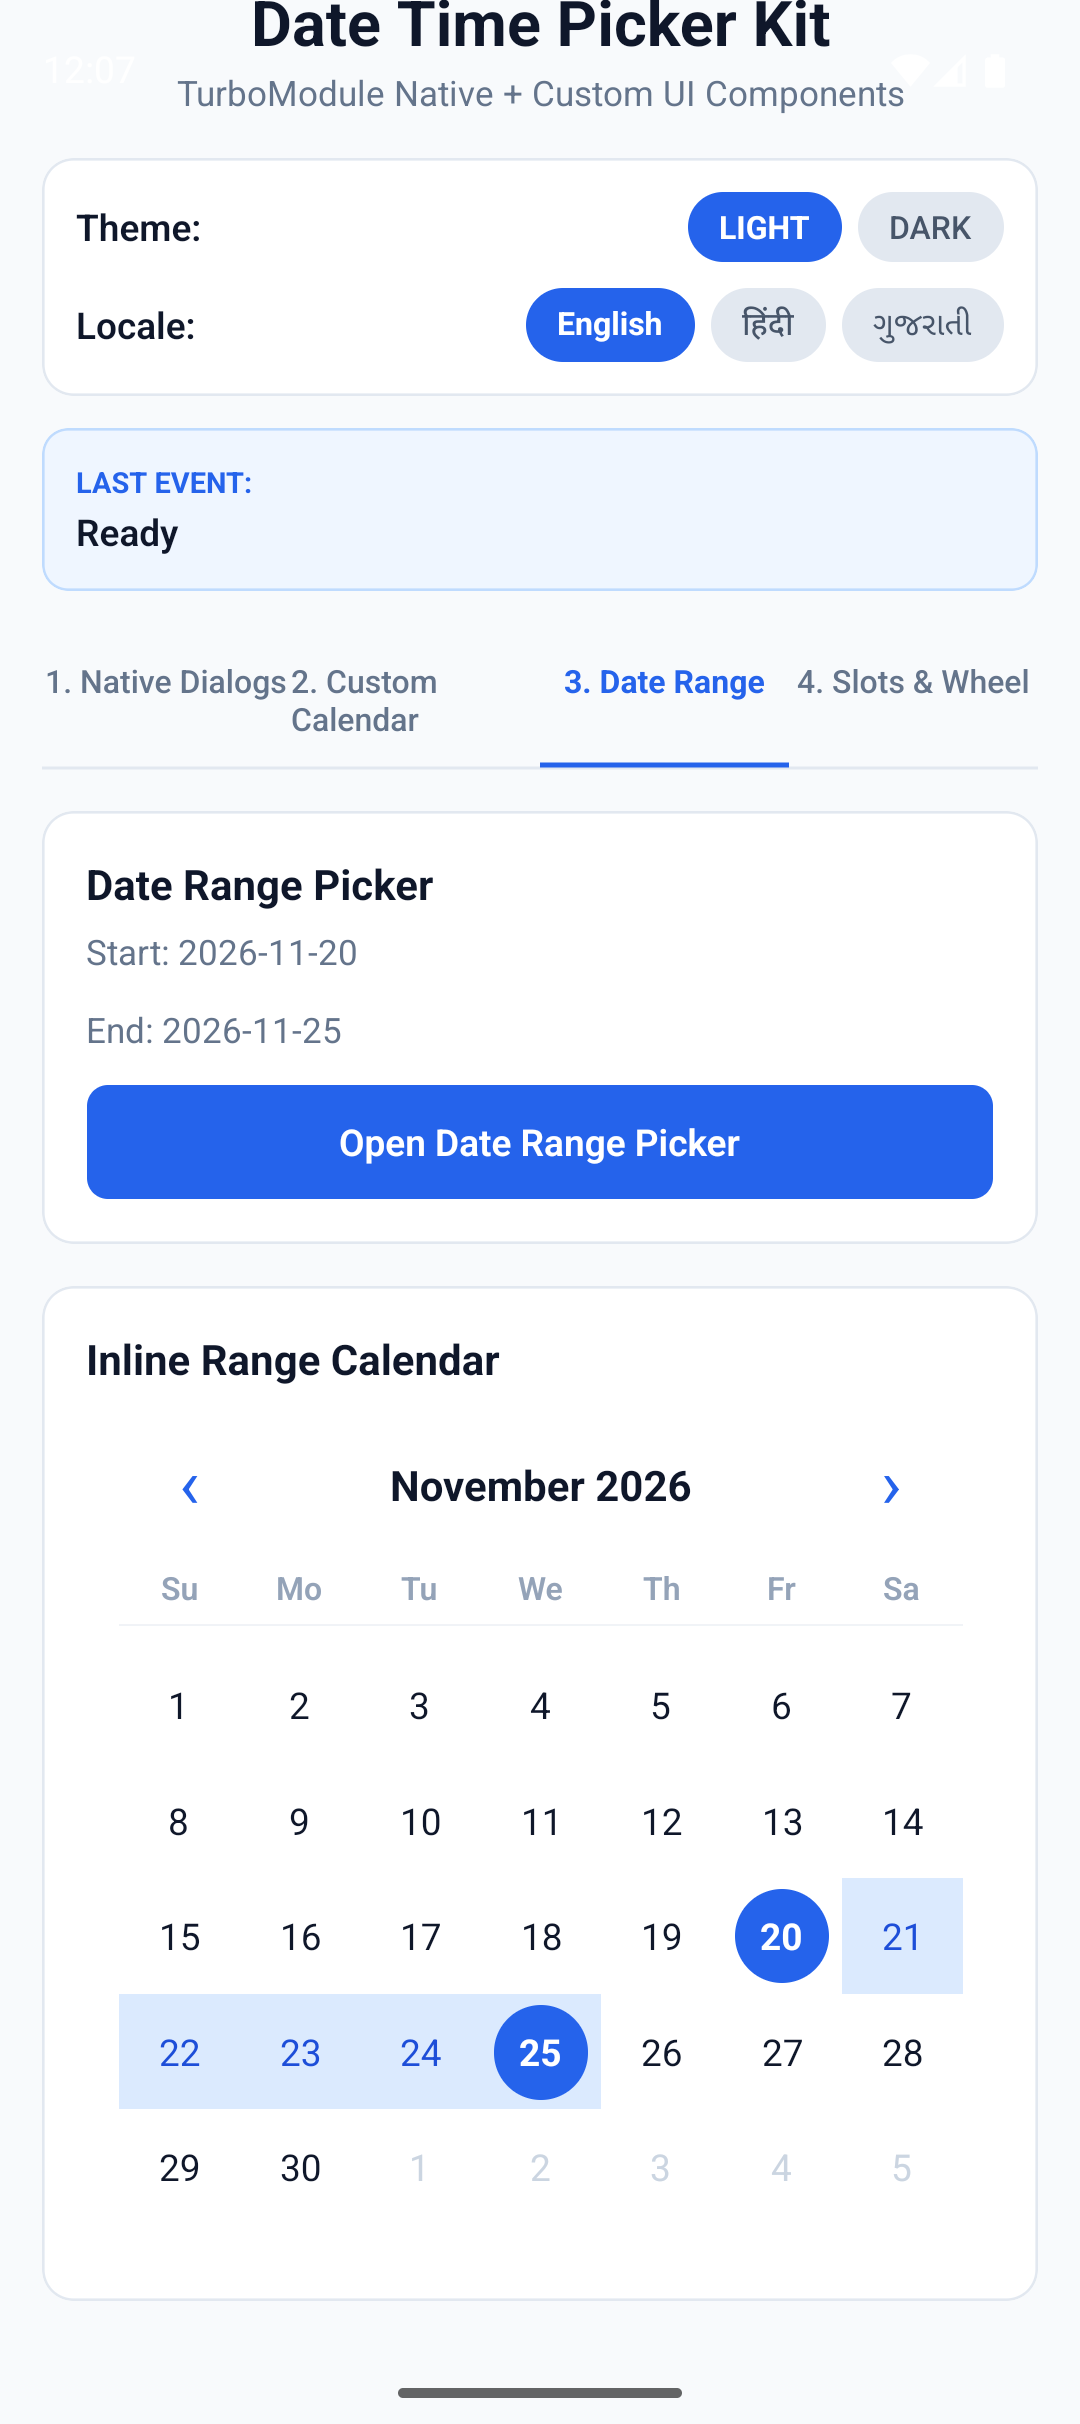 Date Time Picker Kit
12:07
TurboModule Native + Custom UI Components
Theme:
LIGHT
DARK
Locale:
English
हिंदी
ગુજરાતી
LAST EVENT:
Ready
1. Native Dialogs
2. Custom
Calendar
3. Date Range
4. Slots & Wheel
Date Range Picker
Start: 2026-11-20
End: 2026-11-25
Open Date Range Picker
Inline Range Calendar
‹ November 2026 ›
Su Mo Tu We Th Fr Sa
1 2 3 4 5 6 7
8 9 10 11 12 13 14
15 16 17 18 19 20 21
22 23 24 25 26 27 28
29 30 1 2 3 4 5